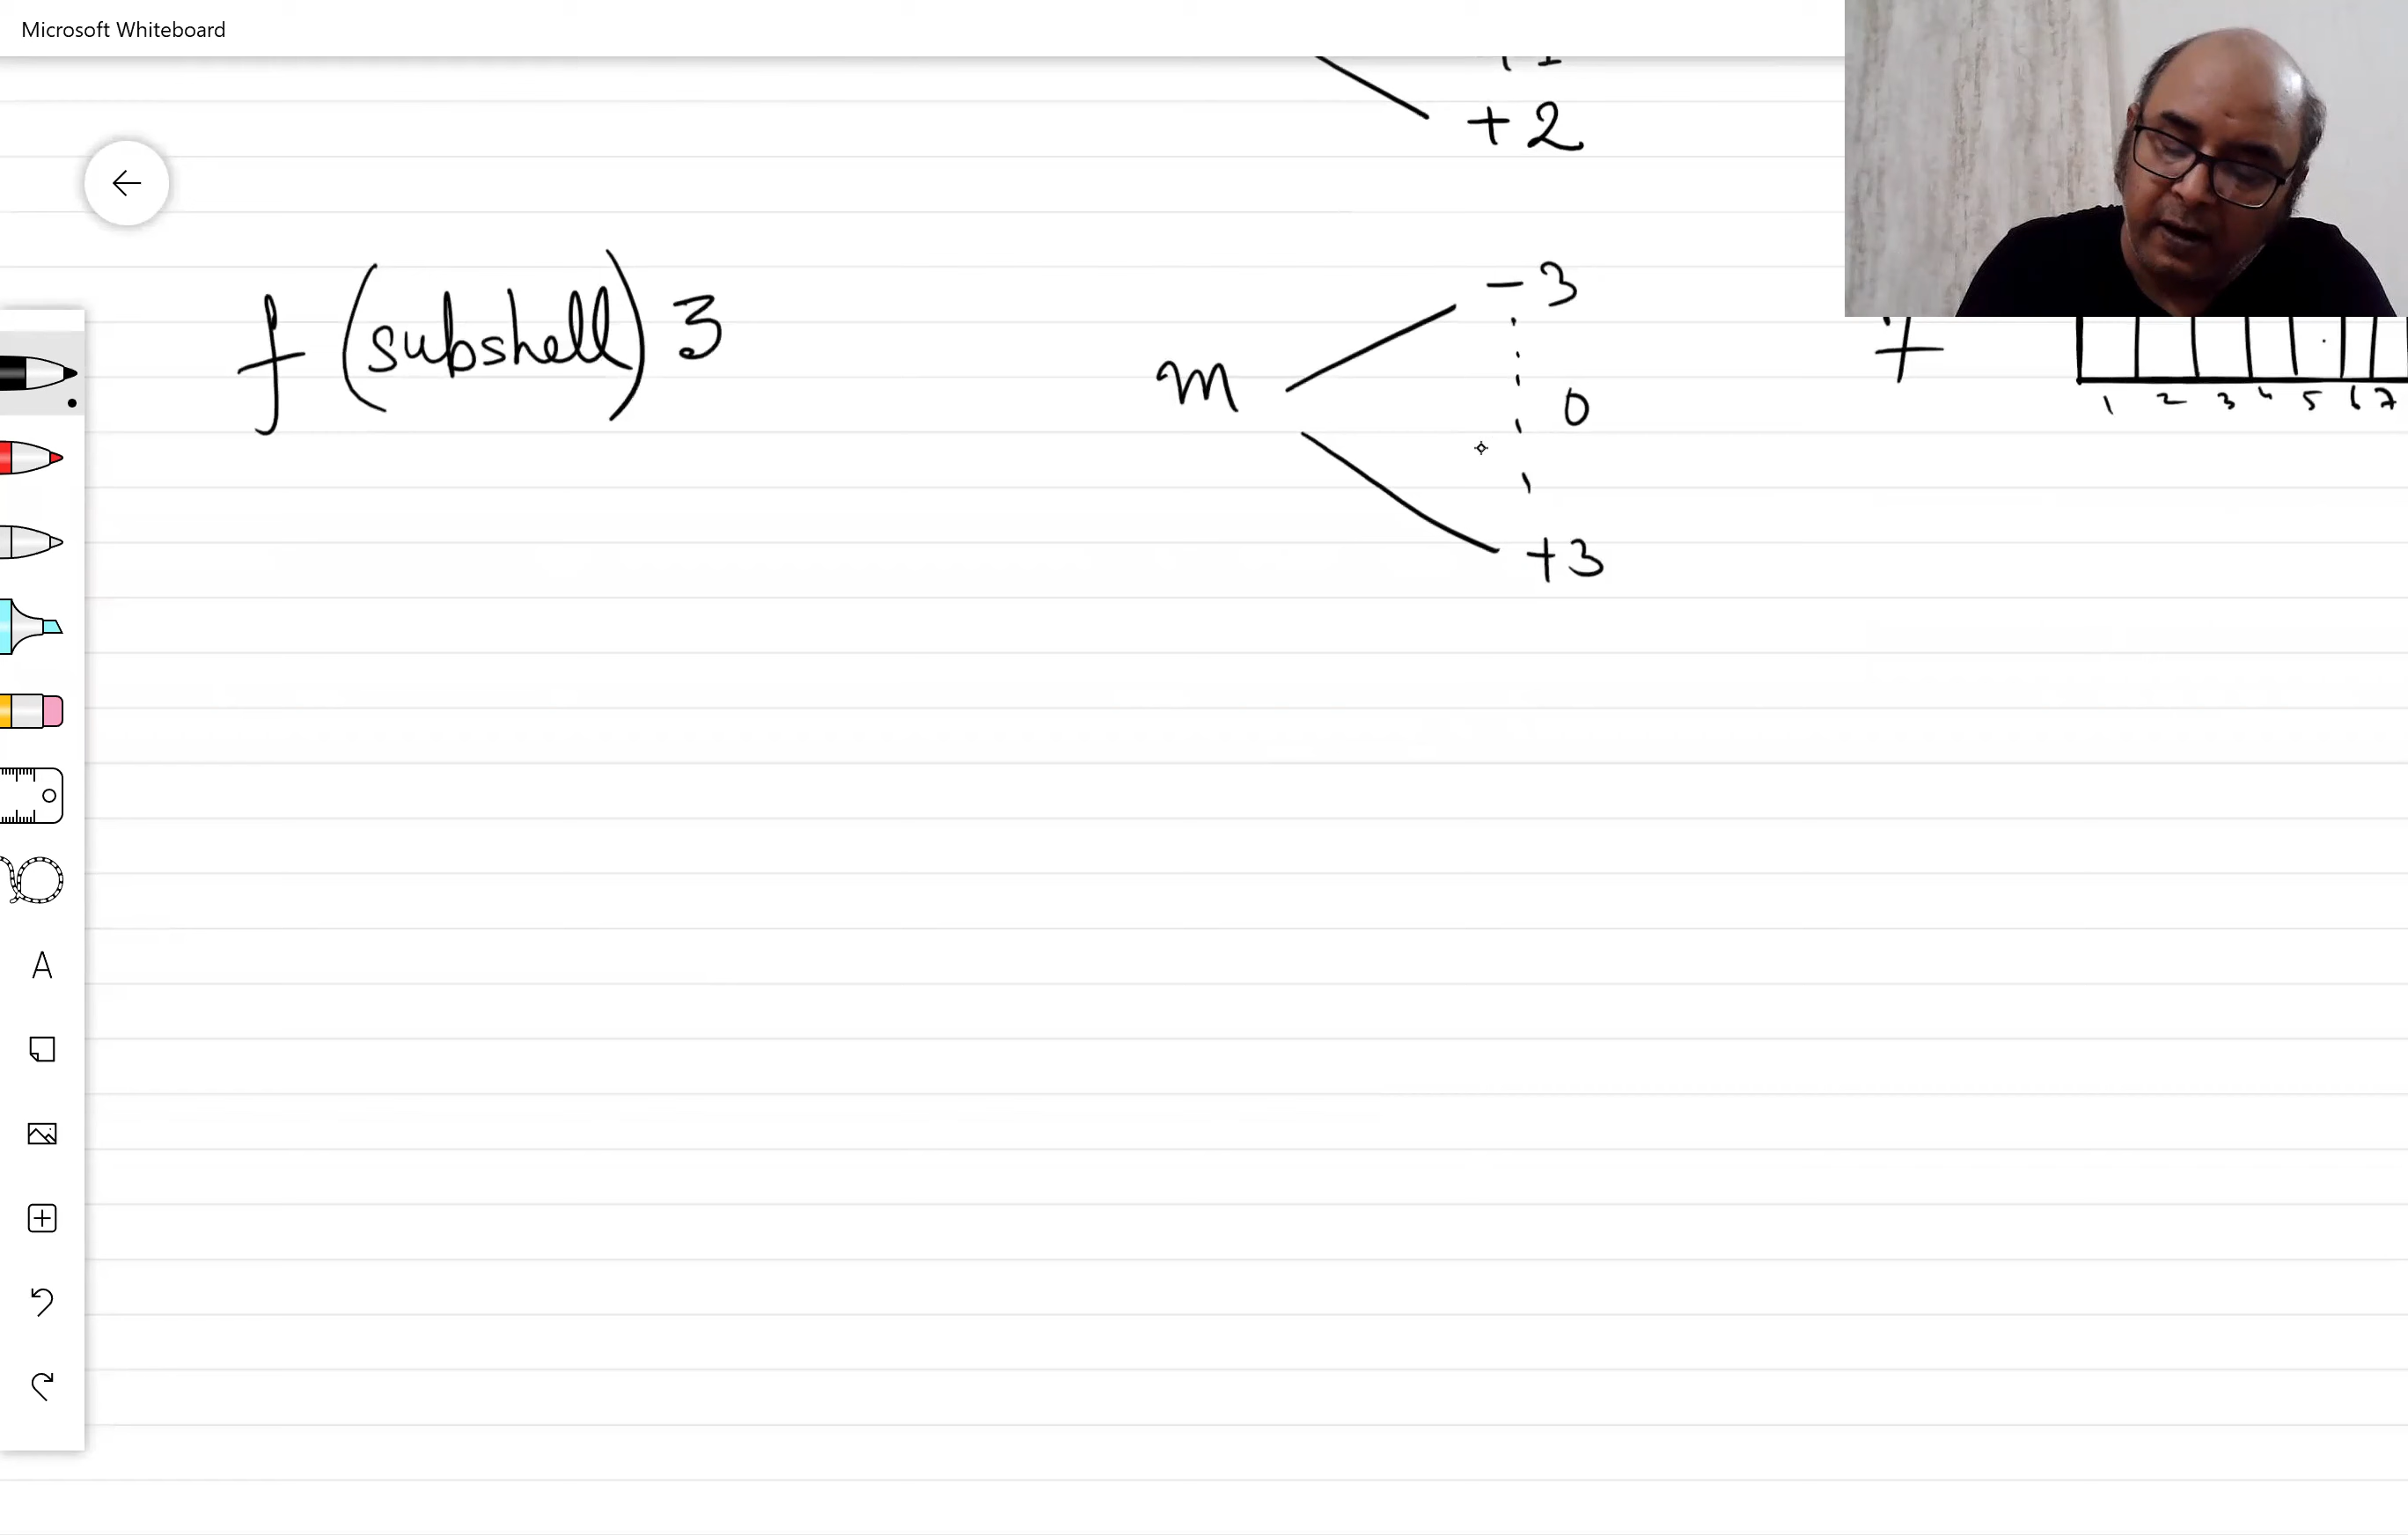 Microsoft Whiteboard
+2
f (subshell) 3
m
-3
0
+3
f
1 2 3 4 5 6 7
A